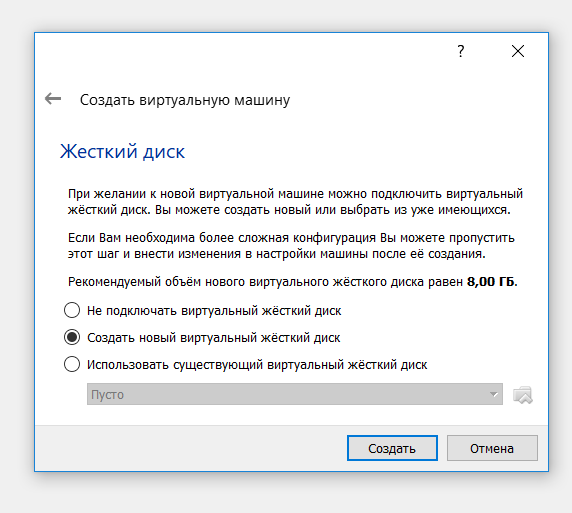 ?
Создать виртуальную машину
Жесткий диск
При желании к новой виртуальной машине можно подключить виртуальный
жёсткий диск. Вы можете создать новый или выбрать из уже имеющихся.
Если Вам необходима более сложная конфигурация Вы можете пропустить
этот шаг и внести изменения в настройки машины после её создания.
Рекомендуемый объём нового виртуального жёсткого диска равен 8,00 ГБ.
Не подключать виртуальный жёсткий диск
Создать новый виртуальный жёсткий диск
Использовать существующий виртуальный жёсткий диск
Пусто
Создать
Отмена